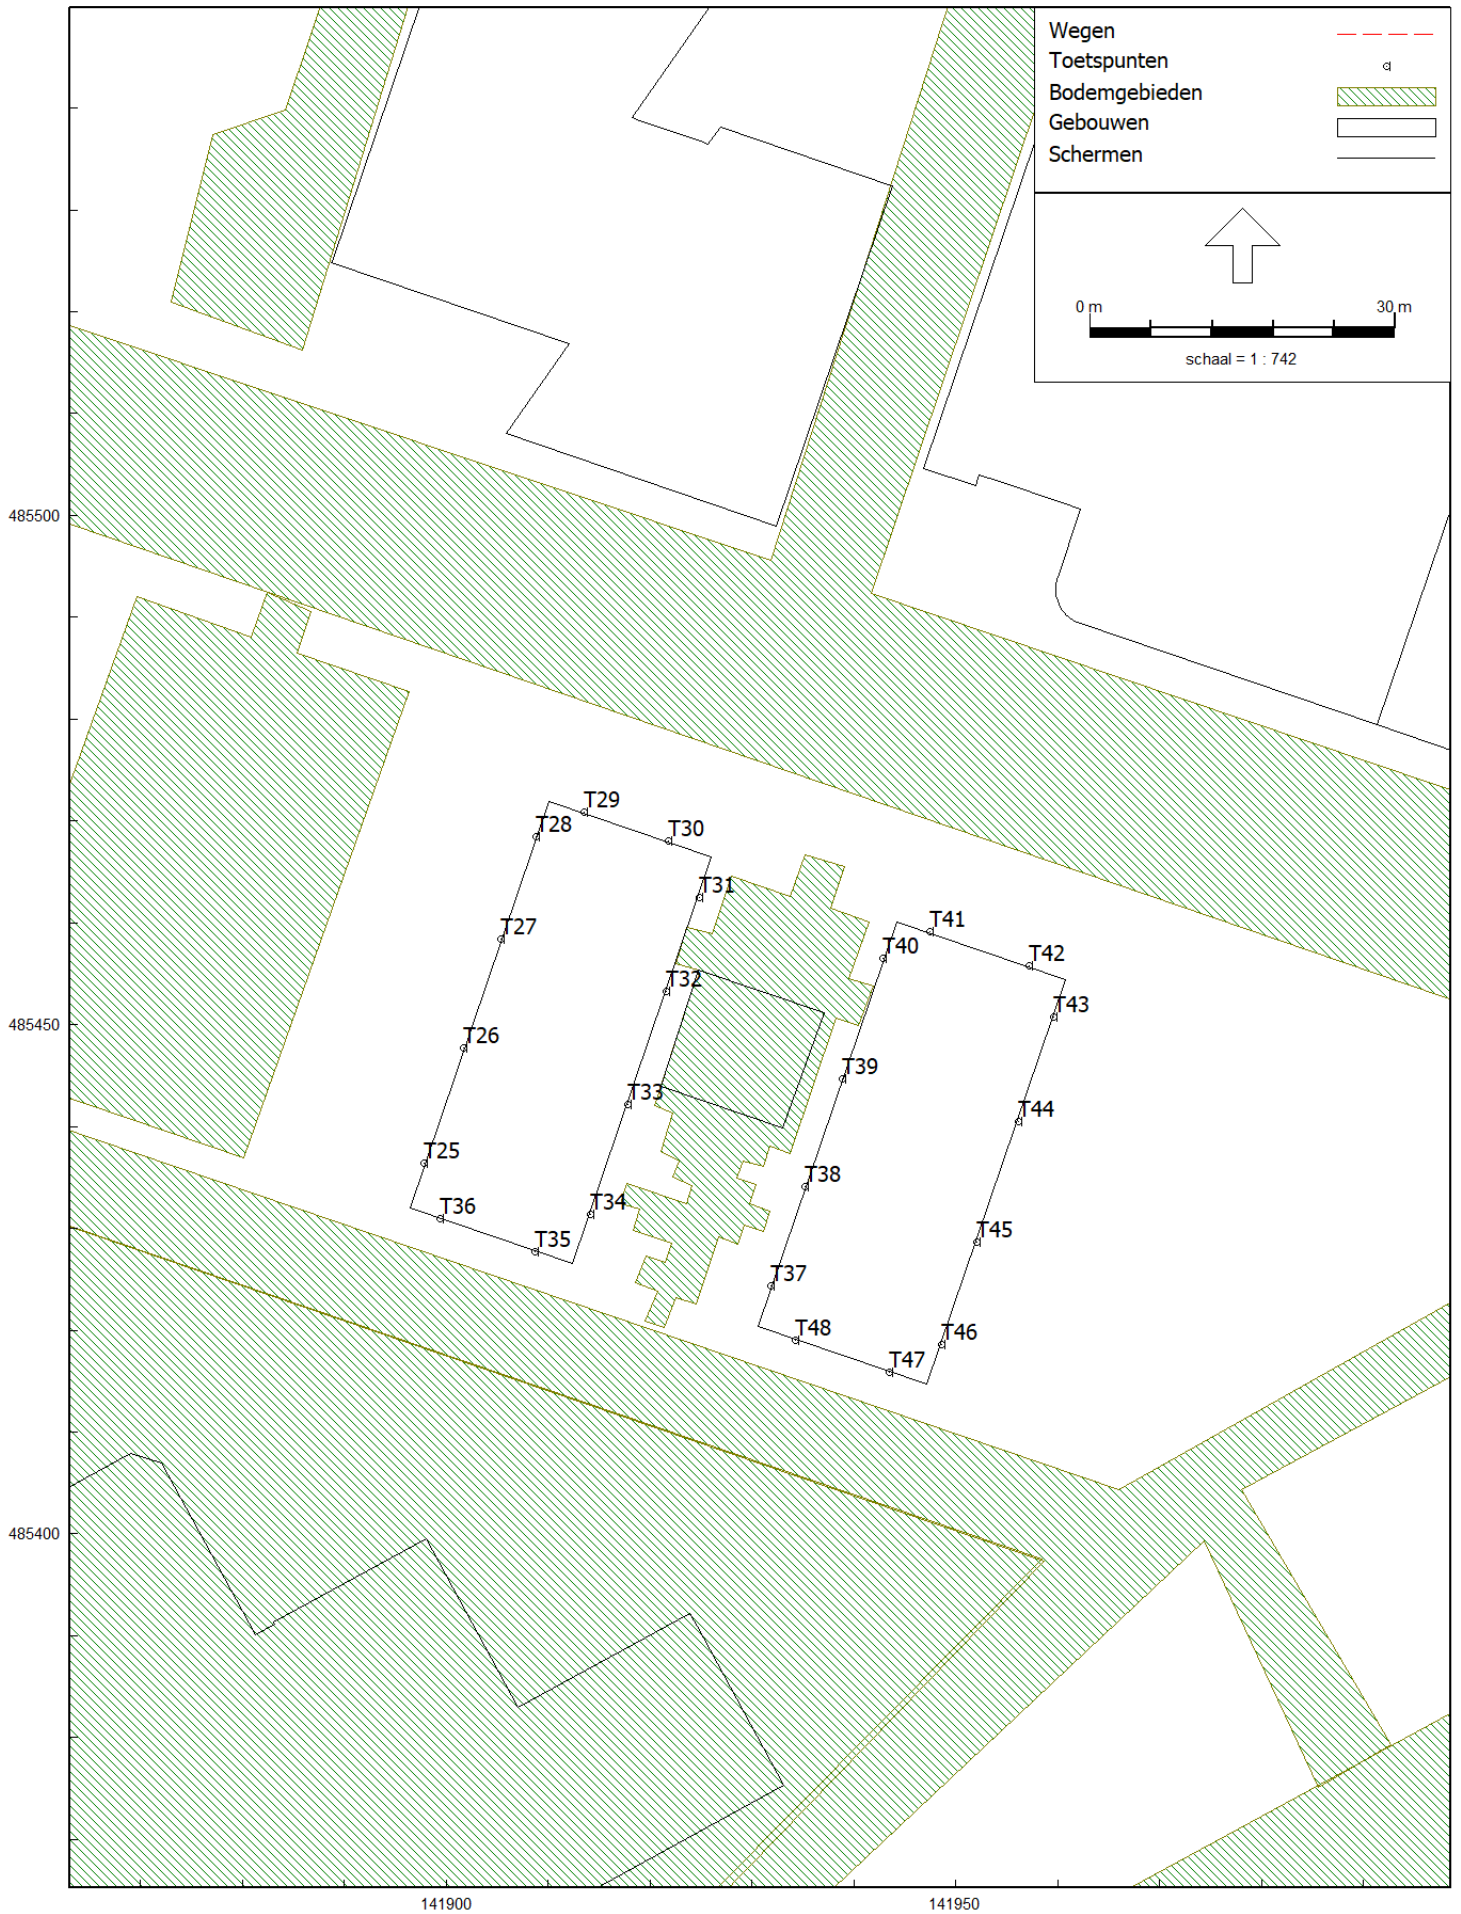 Wegen
Toetspunten
Bodemgebieden
Gebouwen
Schermen
0 m 30 m
schaal = 1 : 742
485500
T29
T28
T30
T31
T27
T41
T40
T42
T32
T43
485450
T26
T39
T33
T44
T25
T38
T36
T34
T35
T45
T37
T48
T46
T47
485400
141900 141950